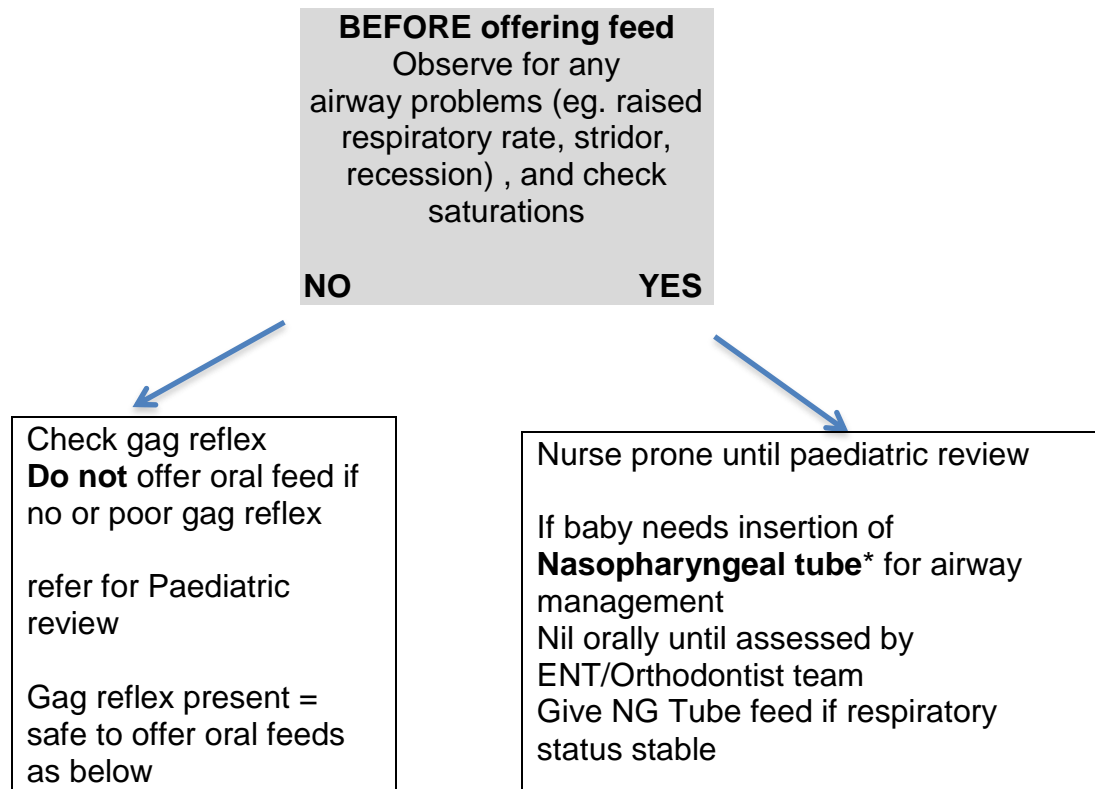 BEFORE offering feed
Observe for any
airway problems (eg. raised
respiratory rate, stridor,
recession) , and check
saturations
NO YES
Check gag reflex
Do not offer oral feed if
no or poor gag reflex
refer for Paediatric
review
Gag reflex present =
safe to offer oral feeds
as below
Nurse prone until paediatric review
If baby needs insertion of
Nasopharyngeal tube* for airway
management
Nil orally until assessed by
ENT/Orthodontist team
Give NG Tube feed if respiratory
status stable